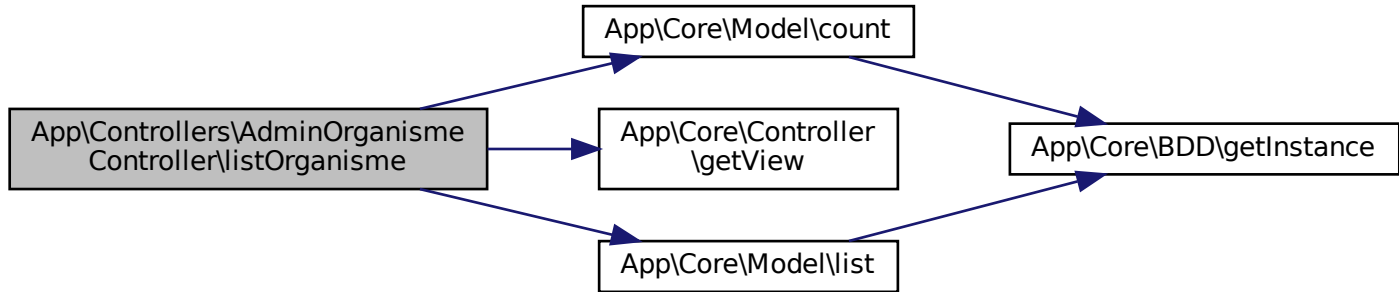 App\Core\Model\count
App\Controllers\AdminOrganisme
Controller\listOrganisme
App\Core\Controller
\getView
App\Core\BDD\getInstance
App\Core\Model\list